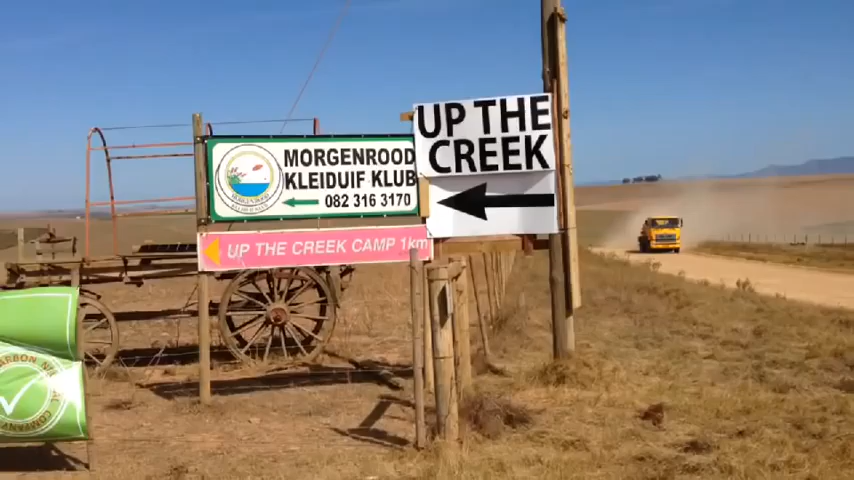 UP THE
CREEK
MORGENROOD
KLEIDUIF KLUB
082 316 3170
UP THE CREEK CAMP 1km